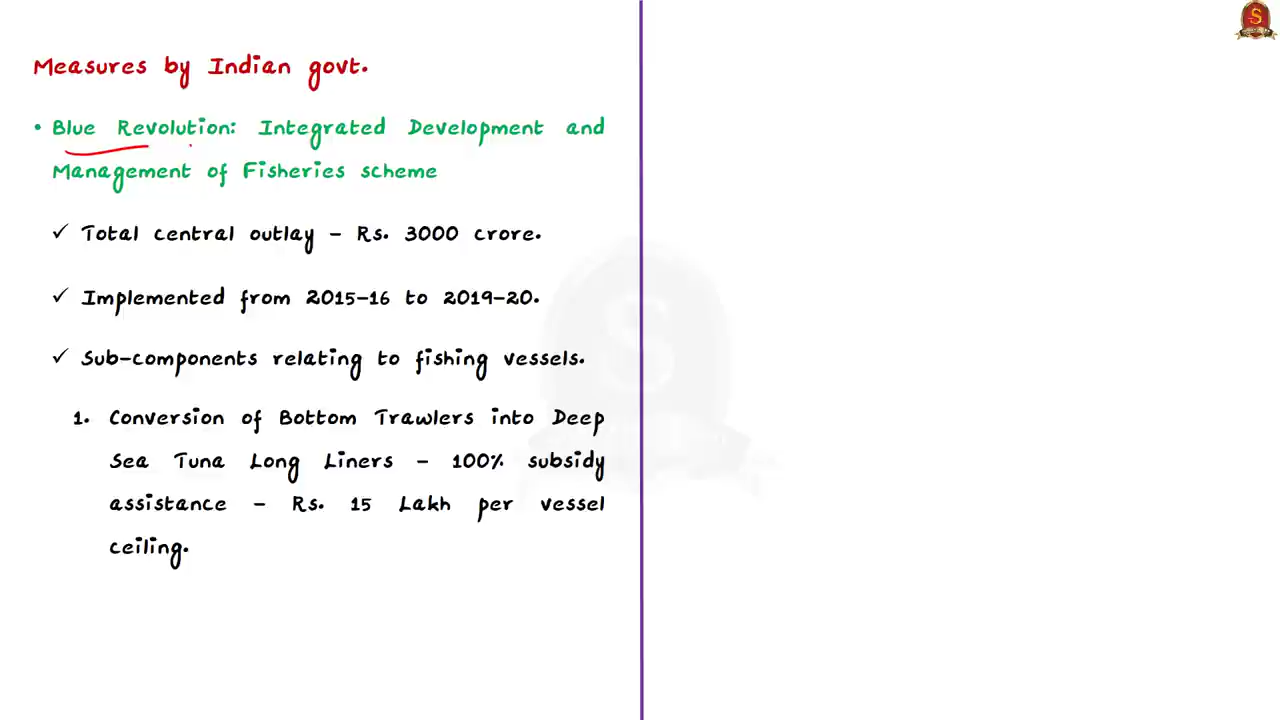 Measures by Indian govt.
• Blue Revolution: Integrated Development and
Management of Fisheries scheme
✓ Total central outlay – Rs. 3000 crore.
✓ Implemented from 2015-16 to 2019-20.
✓ Sub-components relating to fishing vessels.
1. Conversion of Bottom Trawlers into Deep
Sea Tuna Long Liners – 100% subsidy
assistance – Rs. 15 Lakh per vessel
ceiling.
S